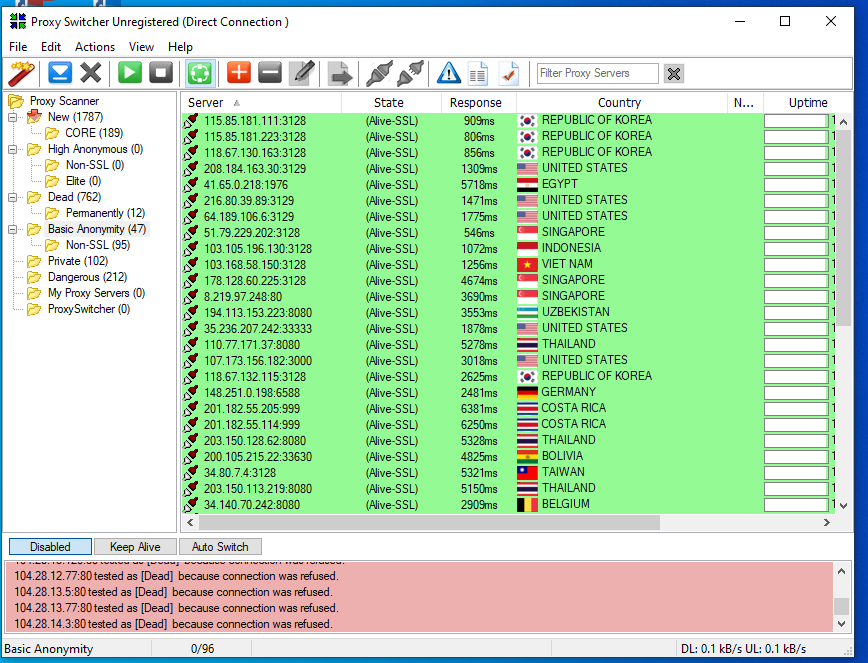 Proxy Switcher Unregistered (Direct Connection )
File Edit Actions View Help
Filter Proxy Servers
Proxy Scanner
New (1787)
CORE (189)
High Anonymous (0)
Non-SSL (0)
Elite (0)
Dead (762)
Permanently (12)
Basic Anonymity (47)
Non-SSL (95)
Private (102)
Dangerous (212)
My Proxy Servers (0)
ProxySwitcher (0)
Server State Response Country N... Uptime
115.85.181.111:3128 (Alive-SSL) 909ms REPUBLIC OF KOREA
115.85.181.223:3128 (Alive-SSL) 806ms REPUBLIC OF KOREA
118.67.130.163:3128 (Alive-SSL) 856ms REPUBLIC OF KOREA
208.184.163.30:3129 (Alive-SSL) 1309ms UNITED STATES
41.65.0.218:1976 (Alive-SSL) 5718ms EGYPT
216.80.39.89:3129 (Alive-SSL) 1471ms UNITED STATES
64.189.106.6:3129 (Alive-SSL) 1775ms UNITED STATES
51.79.229.202:3128 (Alive-SSL) 546ms SINGAPORE
103.105.196.130:3128 (Alive-SSL) 1072ms INDONESIA
103.168.58.150:3128 (Alive-SSL) 1256ms VIET NAM
178.128.60.225:3128 (Alive-SSL) 4674ms SINGAPORE
8.219.97.248:80 (Alive-SSL) 3690ms SINGAPORE
194.113.153.223:8080 (Alive-SSL) 3553ms UZBEKISTAN
35.236.207.242:33333 (Alive-SSL) 1878ms UNITED STATES
110.77.171.37:8080 (Alive-SSL) 5278ms THAILAND
107.173.156.182:3000 (Alive-SSL) 3018ms UNITED STATES
118.67.132.115:3128 (Alive-SSL) 2625ms REPUBLIC OF KOREA
148.251.0.198:6588 (Alive-SSL) 2481ms GERMANY
201.182.55.205:999 (Alive-SSL) 6381ms COSTA RICA
201.182.55.114:999 (Alive-SSL) 6250ms COSTA RICA
203.150.128.62:8080 (Alive-SSL) 5328ms THAILAND
200.105.215.22:33630 (Alive-SSL) 4825ms BOLIVIA
34.80.7.4:3128 (Alive-SSL) 5321ms TAIWAN
203.150.113.219:8080 (Alive-SSL) 5150ms THAILAND
34.140.70.242:8080 (Alive-SSL) 2909ms BELGIUM
Disabled Keep Alive Auto Switch
104.28.12.77:80 tested as [Dead] because connection was refused.
104.28.13.5:80 tested as [Dead] because connection was refused.
104.28.13.77:80 tested as [Dead] because connection was refused.
104.28.14.3:80 tested as [Dead] because connection was refused.
Basic Anonymity 0/96 DL: 0.1 kB/s UL: 0.1 kB/s